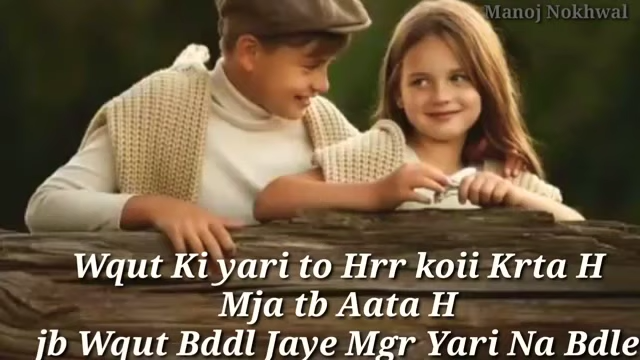 Manoj Nokhwal
Wqut Ki yari to Hrr koii Krta H
Mja tb Aata H
jb Wqut Bddl Jaye Mgr Yari Na Bdle